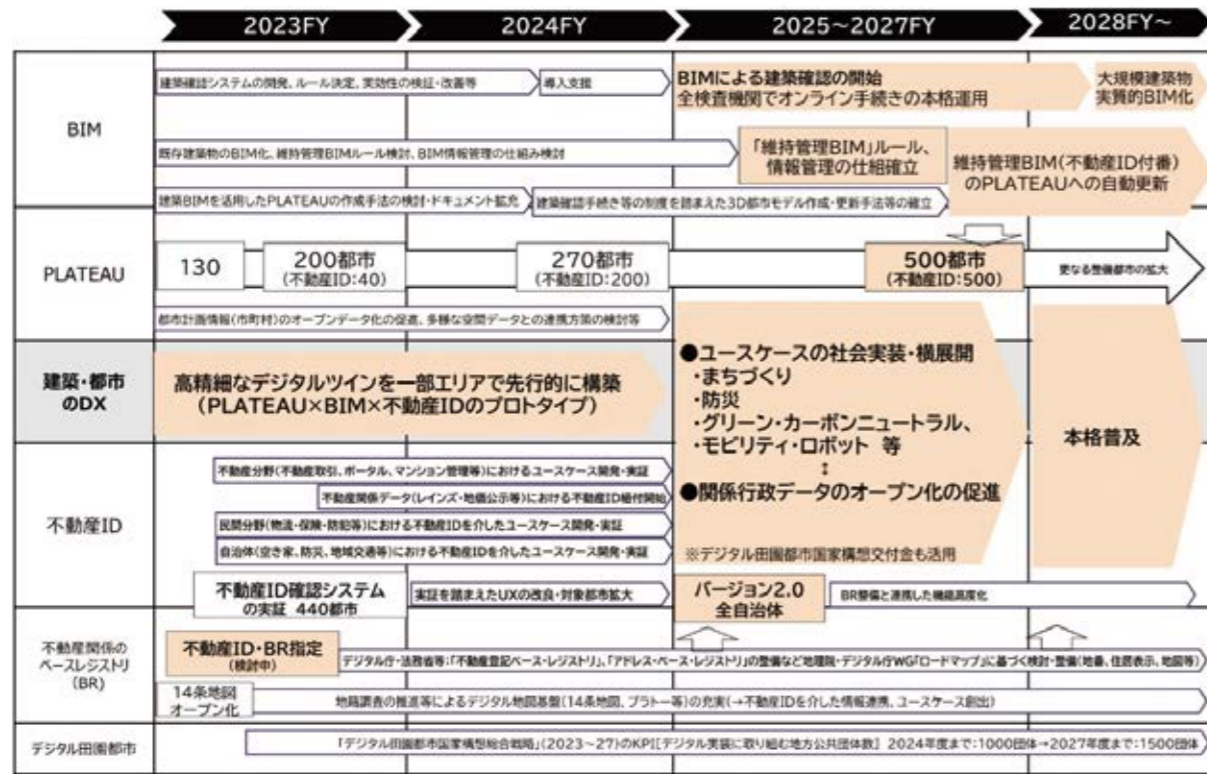 2023FY
2024FY
2025～2027FY
2028FY～
BIM
建築確認システムの開発、ルール決定、実効性の検証・改善等
導入支援
BIMによる建築確認の開始
全検査機関でオンライン手続きの本格運用
大規模建築物
実質的BIM化
既存建築物のBIM化、維持管理BIMルール検討、BIM情報管理の仕組み検討
「維持管理BIM」ルール、
情報管理の仕組確立
維持管理BIM(不動産ID付番)
のPLATEAUへの自動更新
建築BIMを活用したPLATEAUの作成手法の検討・ドキュメント拡充
建築確認手続き等の制度を踏まえた3D都市モデル作成・更新手法等の確立
PLATEAU
130
200都市
(不動産ID:40)
270都市
(不動産ID:200)
500都市
(不動産ID:500)
更なる整備都市の拡大
都市計画情報(市町村)のオープンデータ化の促進、多様な空間データとの連携方策の検討等
建築・都市
のDX
高精細なデジタルツインを一部エリアで先行的に構築
(PLATEAU×BIM×不動産IDのプロトタイプ)
●ユースケースの社会実装・横展開
・まちづくり
・防災
・グリーン・カーボンニュートラル、
・モビリティ・ロボット 等
↕
●関係行政データのオープン化の促進
※デジタル田園都市国家構想交付金も活用
本格普及
不動産ID
不動産分野(不動産取引、ポータル、マンション管理等)におけるユースケース開発・実証
不動産関係データ(レインズ・地価公示等)における不動産ID紐付開始
民間分野(物流・保険・防犯等)における不動産IDを介したユースケース開発・実証
自治体(空き家、防災、地域交通等)における不動産IDを介したユースケース開発・実証
不動産ID確認システム
の実証 440都市
実証を踏まえたUXの改良・対象都市拡大
バージョン2.0
全自治体
BR整備と連携した機能高度化
不動産関係の
ベースレジストリ
(BR)
不動産ID・BR指定
(検討中)
デジタル庁・法務省等:「不動産登記ベース・レジストリ」、「アドレス・ベース・レジストリ」の整備など地理院・デジタル庁WG「ロードマップ」に基づく検討・整備(地番、住居表示、地図等)
14条地図
オープン化
地籍調査の推進等によるデジタル地図基盤(14条地図、プラトー等)の充実(→不動産IDを介した情報連携、ユースケース創出)
デジタル田園都市
「デジタル田園都市国家構想総合戦略」(2023～27)のKPI[デジタル実装に取り組む地方公共団体数] 2024年度まで:1000団体→2027年度まで:1500団体